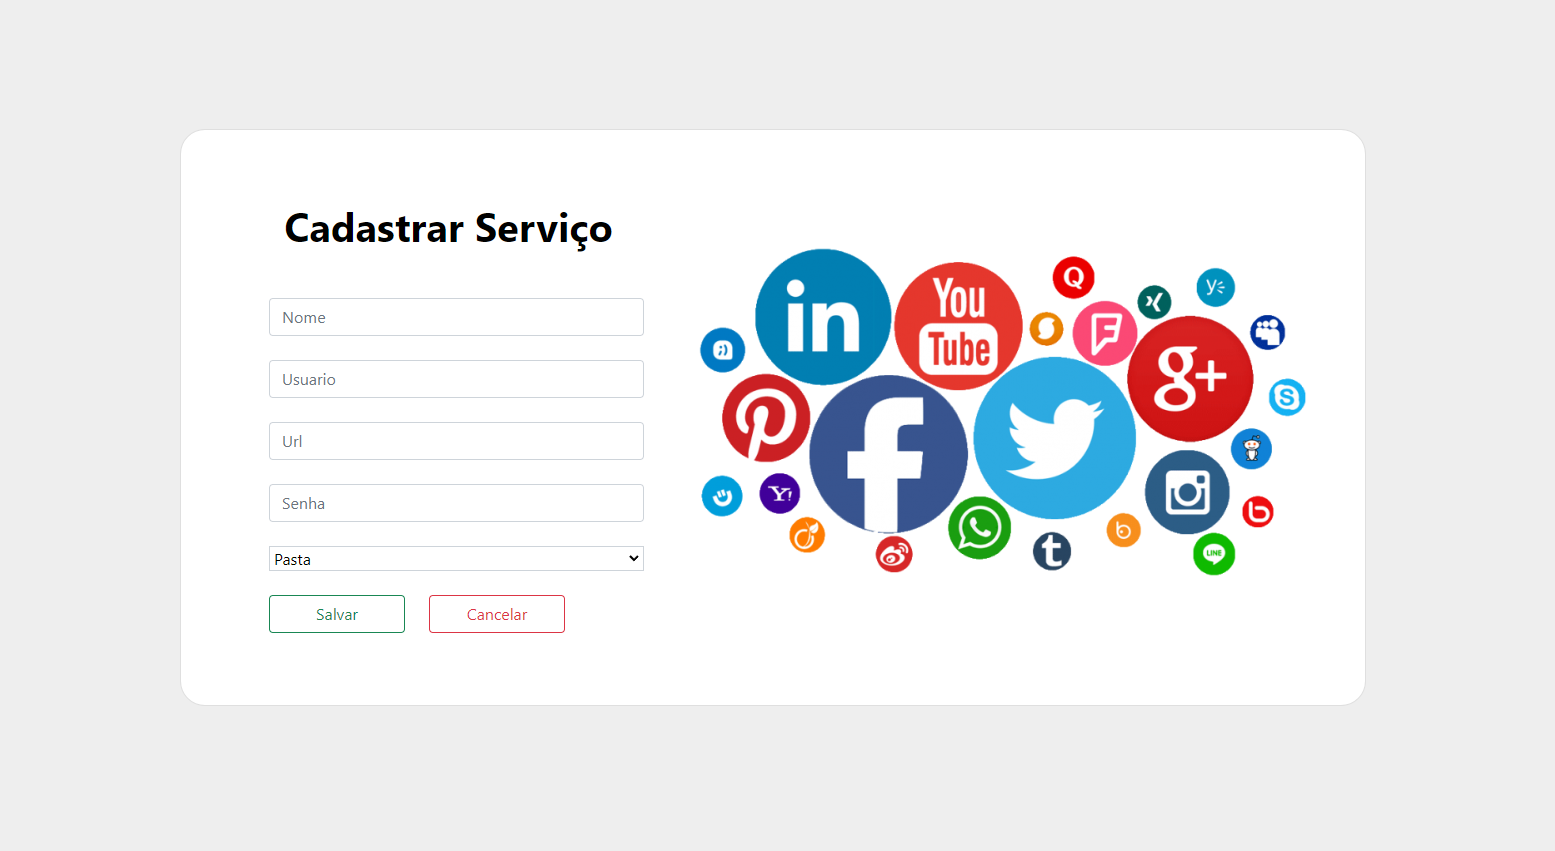 Cadastrar Serviço
Nome
Usuario
Url
Senha
Pasta
Salvar
Cancelar
in
You
Tube
Q
g+
Y!
LINE